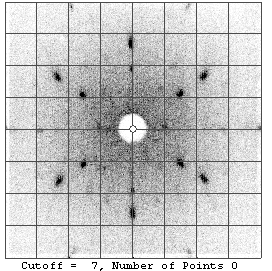 Cutoff = 7, Number of Points 0